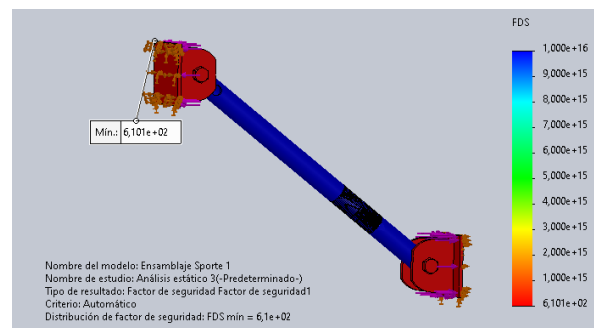 FDS
1,000e+16
9,000e+15
Mín.: 6,101e+02
8,000e+15
7,000e+15
6,000e+15
5,000e+15
4,000e+15
3,000e+15
2,000e+15
1,000e+15
6,101e+02
Nombre del modelo: Ensamblaje Sporte 1
Nombre de estudio: Análisis estático 3(-Predeterminado-)
Tipo de resultado: Factor de seguridad Factor de seguridad1
Criterio: Automático
Distribución de factor de seguridad: FDS mín = 6,1e+02